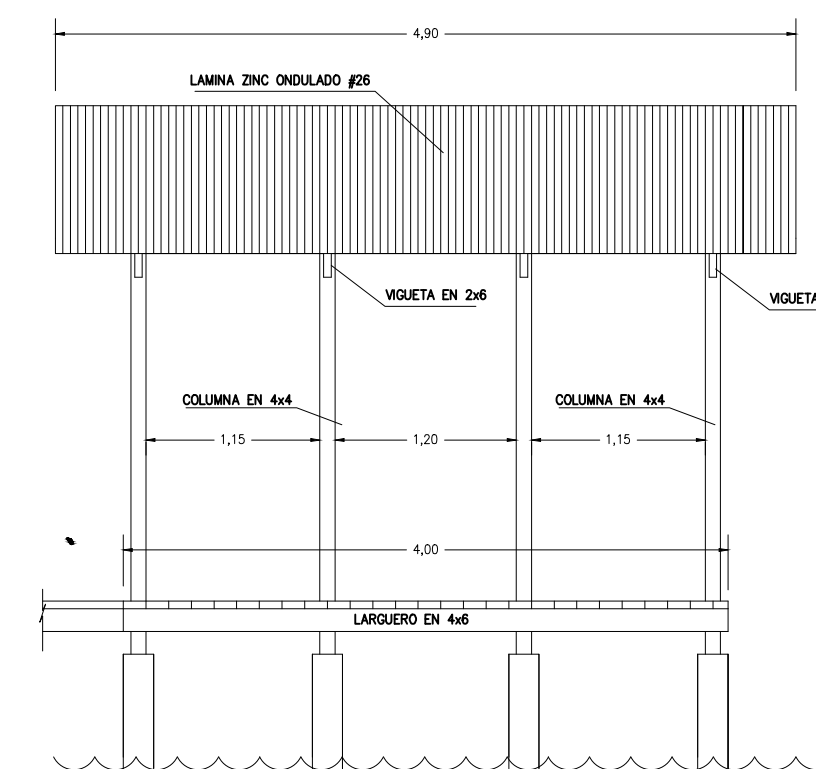 4,90
LAMINA ZINC ONDULADO #26
VIGUETA EN 2x6
VIGUETA
COLUMNA EN 4x4
COLUMNA EN 4x4
1,15
1,20
1,15
4,00
LARGUERO EN 4x6